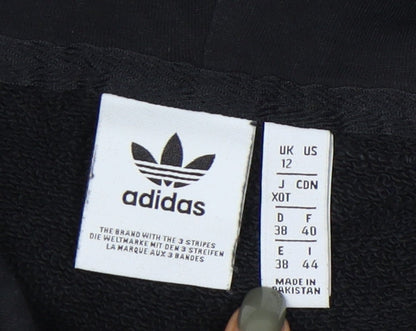 adidas
THE BRAND WITH THE 3 STRIPES
DIE WELTMARKE MIT DEN 3 STREIFEN
LA MARQUE AUX 3 BANDES
UK US
12
J CDN
XOT
D F
38 40
E I
38 44
MADE IN
PAKISTAN